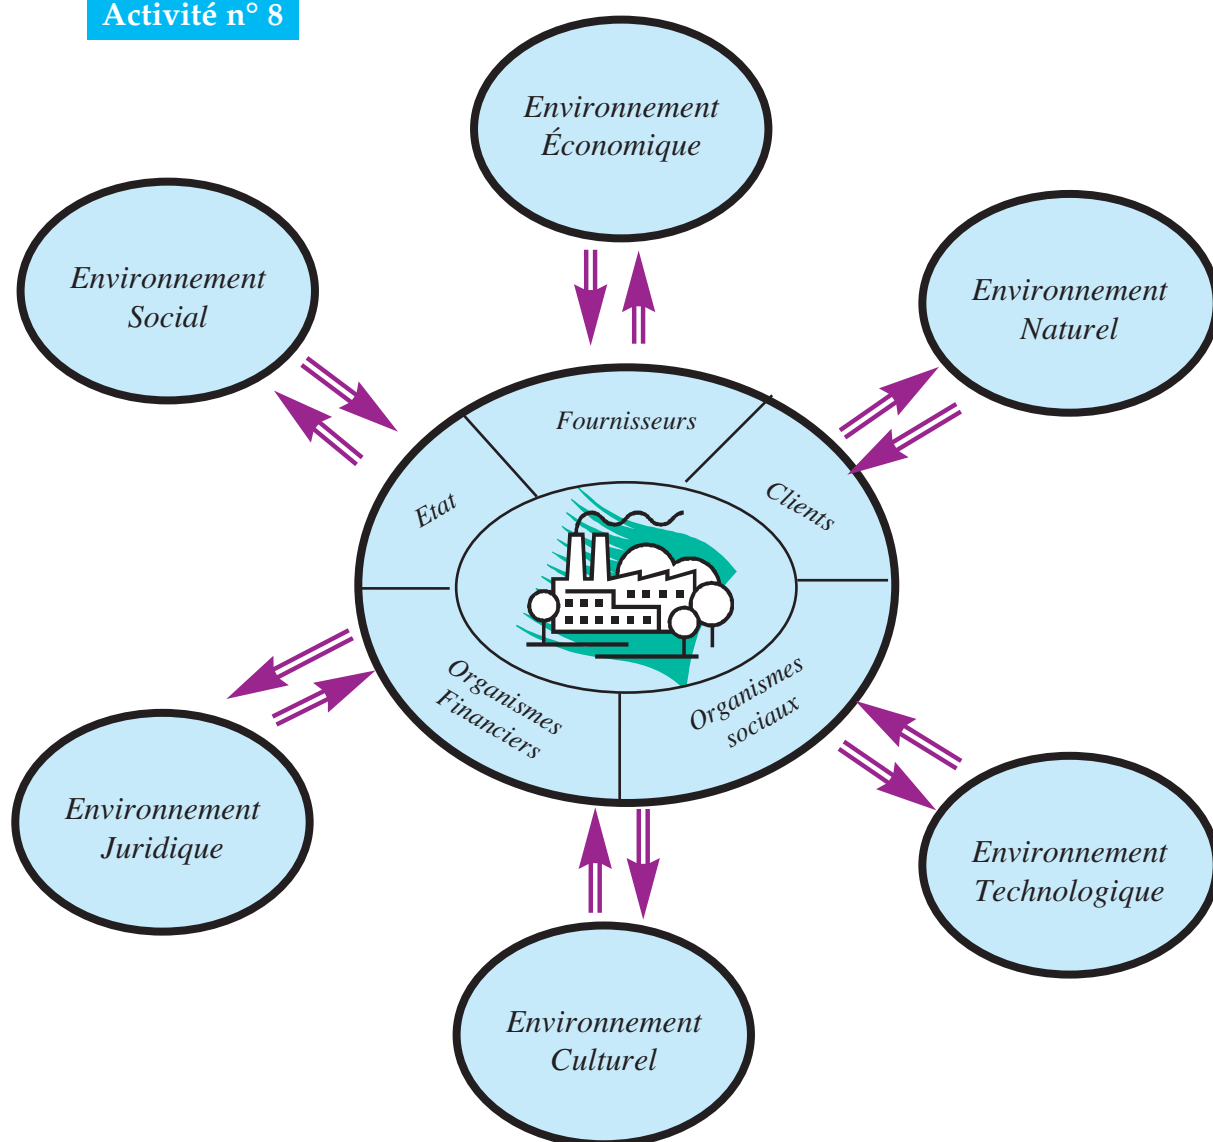 Activité n° 8
Environnement
Économique
Environnement
Social
Environnement
Naturel
Fournisseurs
Etat
Clients
Organismes
Financiers
Organismes
sociaux
Environnement
Juridique
Environnement
Technologique
Environnement
Culturel